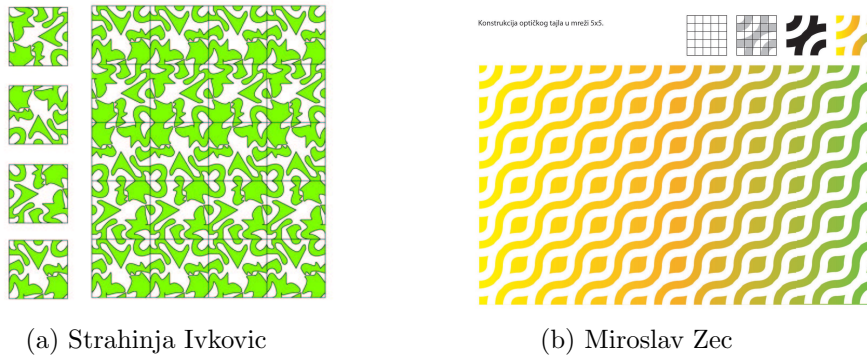 Konstrukcija optičkog tajla u mreži 5x5.
(a) Strahinja Ivkovic
(b) Miroslav Zec